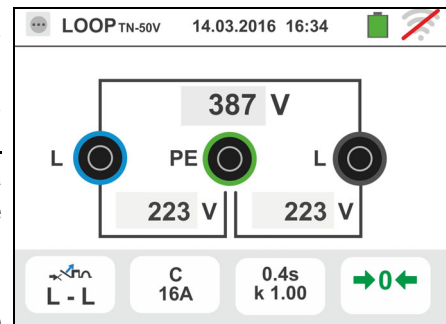 LOOP TN-50V 14.03.2016 16:34
387 V
L PE L
223 V 223 V
L - L C 16A 0.4s k 1.00 →0←